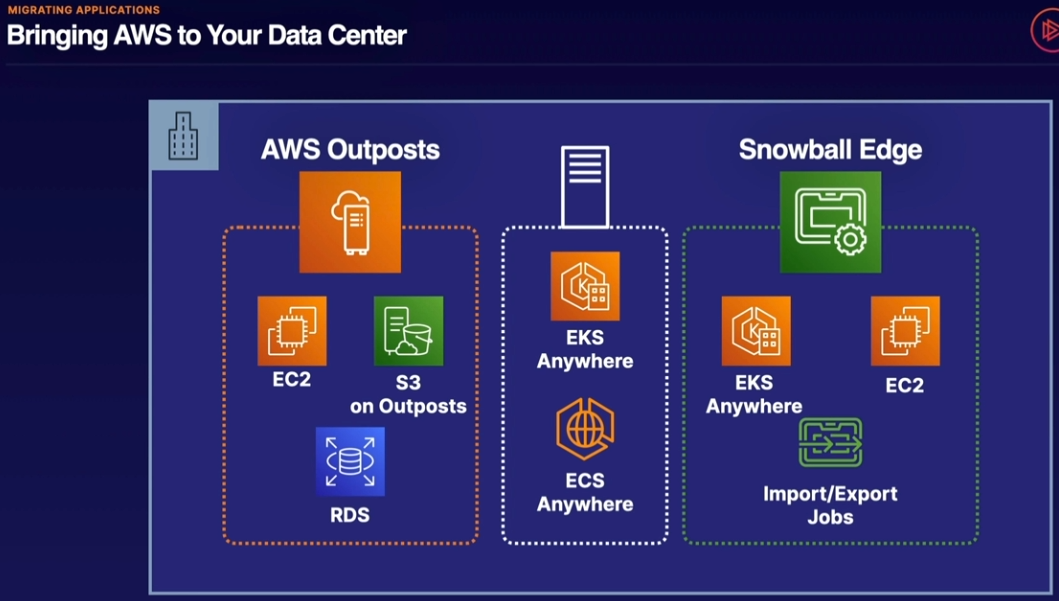 MIGRATING APPLICATIONS
Bringing AWS to Your Data Center
AWS Outposts
EC2
S3
on Outposts
RDS
EKS
Anywhere
ECS
Anywhere
Snowball Edge
EKS
Anywhere
EC2
Import/Export
Jobs